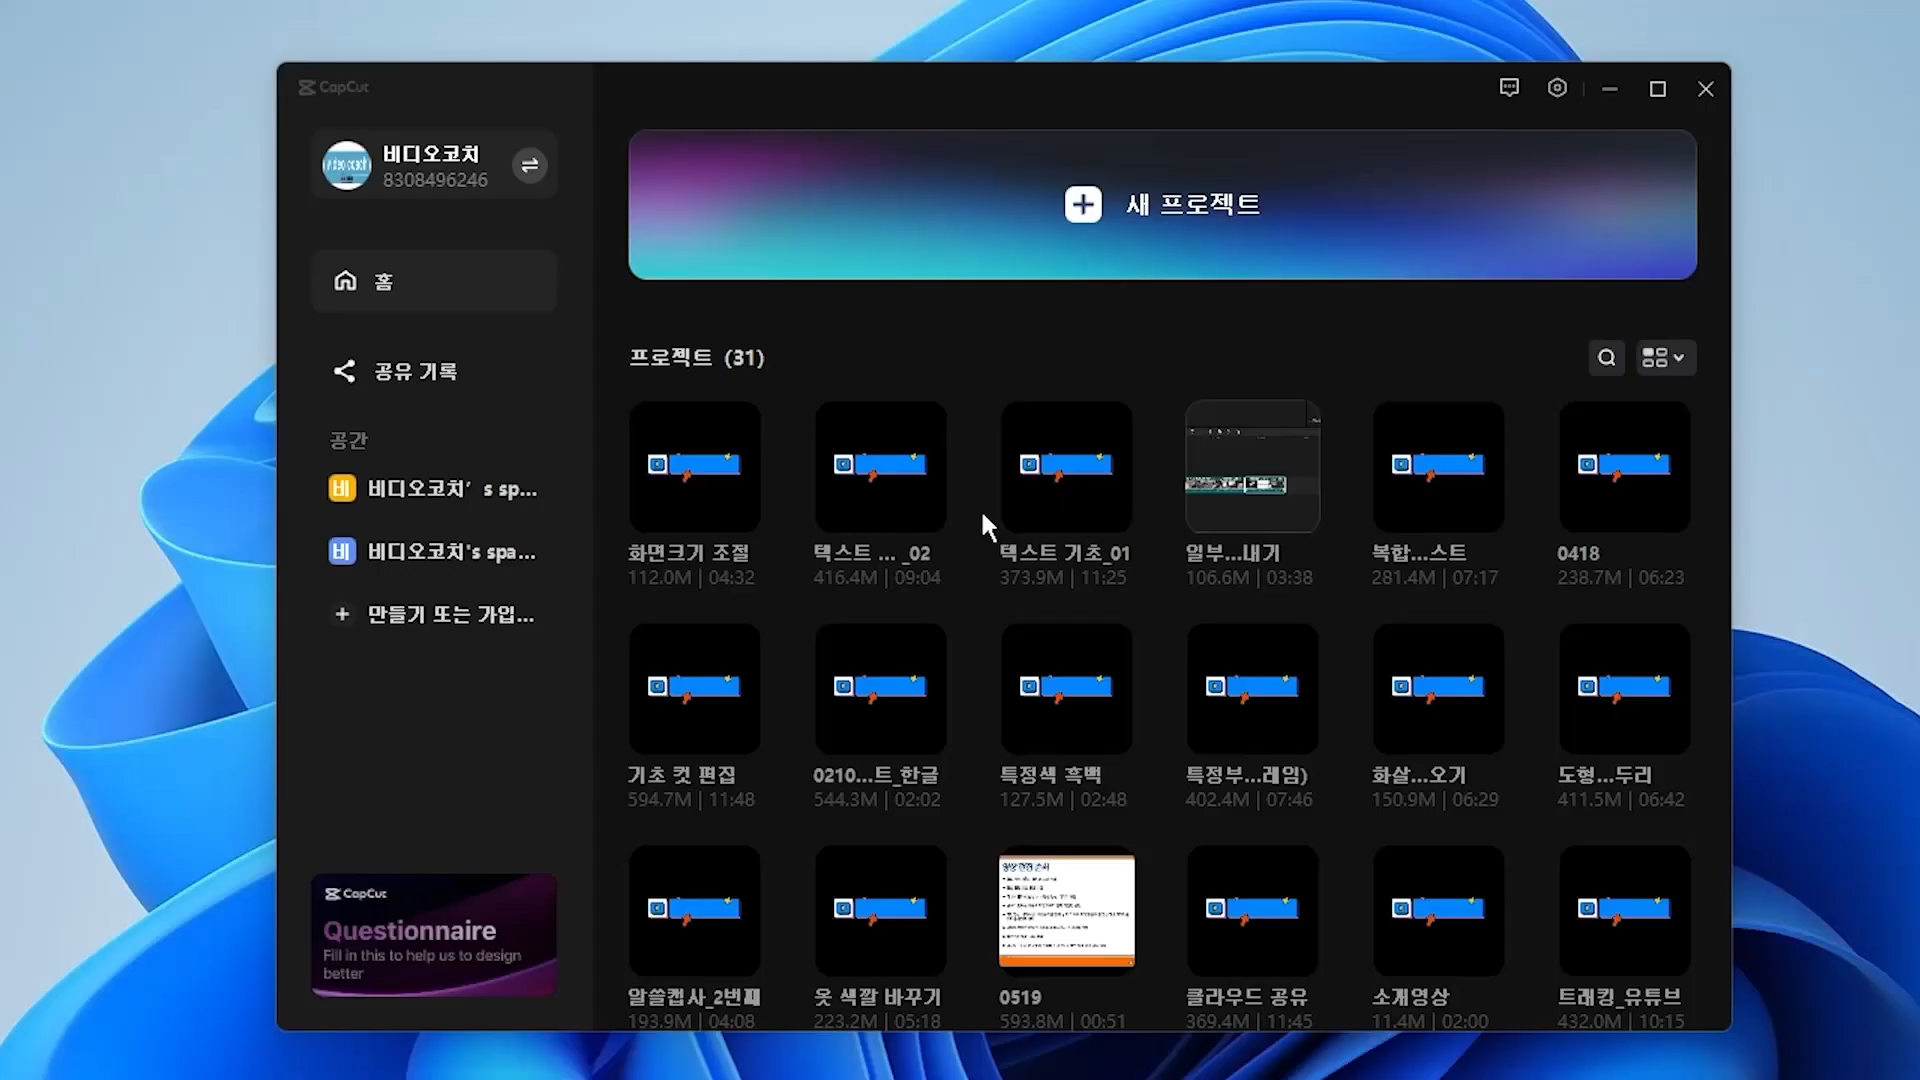 CapCut
비디오코치
8308496246
홈
공유 기록
공간
비 비디오코치's sp...
비 비디오코치's spa...
+ 만들기 또는 가입...
CapCut
Questionnaire
Fill in this to help us to design
better
새 프로젝트
프로젝트 (31)
화면크기 조절
112.0M | 04:32
텍스트 ... _02
416.4M | 09:04
텍스트 기초_01
373.9M | 11:25
일부...내기
106.6M | 03:38
복합...스트
281.4M | 07:17
0418
238.7M | 06:23
기초 컷 편집
594.7M | 11:48
0210...트_한글
544.3M | 02:02
특정색 흑백
127.5M | 02:48
특정부...레임)
402.4M | 07:46
화살...오기
150.9M | 06:29
도형...두리
411.5M | 06:42
알쓸캡사_2번째
193.9M | 04:08
옷 색깔 바꾸기
223.2M | 05:18
0519
593.8M | 00:51
클라우드 공유
369.4M | 11:45
소개영상
11.4M | 02:00
트래킹_유튜브
432.0M | 10:15